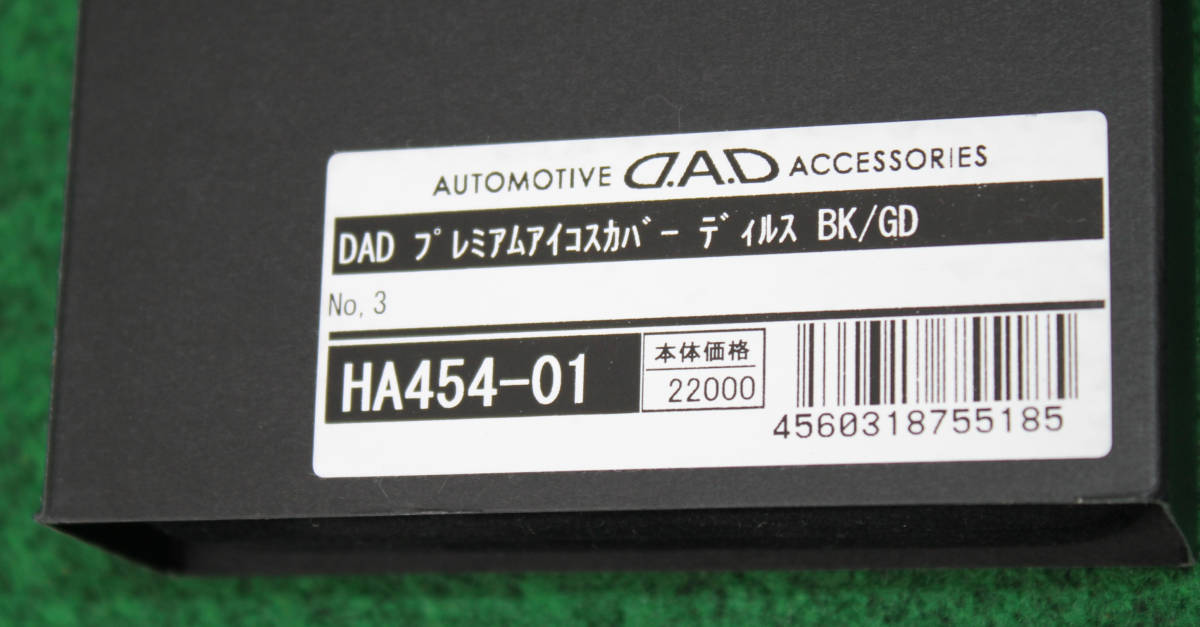 AUTOMOTIVE D.A.D ACCESSORIES
DAD プレミアムアイコスカバー ディルス BK/GD
No, 3
HA454-01
本体価格
22000
4560318755185